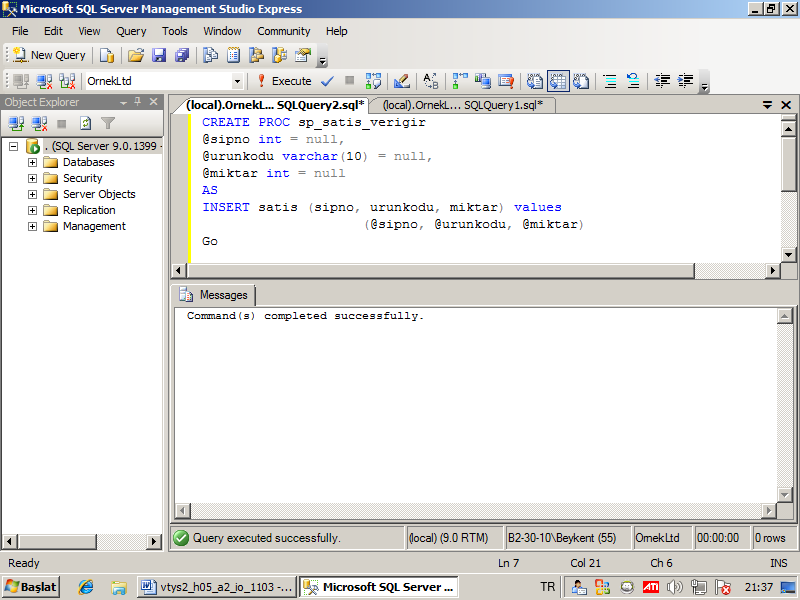 Microsoft SQL Server Management Studio Express
File Edit View Query Tools Window Community Help
New Query
OrnekLtd Execute
Object Explorer
(local).OrnekL... SQLQuery2.sql* (local).OrnekL... SQLQuery1.sql*
. (SQL Server 9.0.1399 -
Databases
Security
Server Objects
Replication
Management
CREATE PROC sp_satis_verigir
@sipno int = null,
@urunkodu varchar(10) = null,
@miktar int = null
AS
INSERT satis (sipno, urunkodu, miktar) values
(@sipno, @urunkodu, @miktar)
Go
Messages
Command(s) completed successfully.
Query executed successfully. (local) (9.0 RTM) B2-30-10\Beykent (55) OrnekLtd 00:00:00 0 rows
Ready Ln 7 Col 21 Ch 6 INS
Başlat vtys2_h05_a2_io_1103 -... Microsoft SQL Server ... TR ATI 21:37